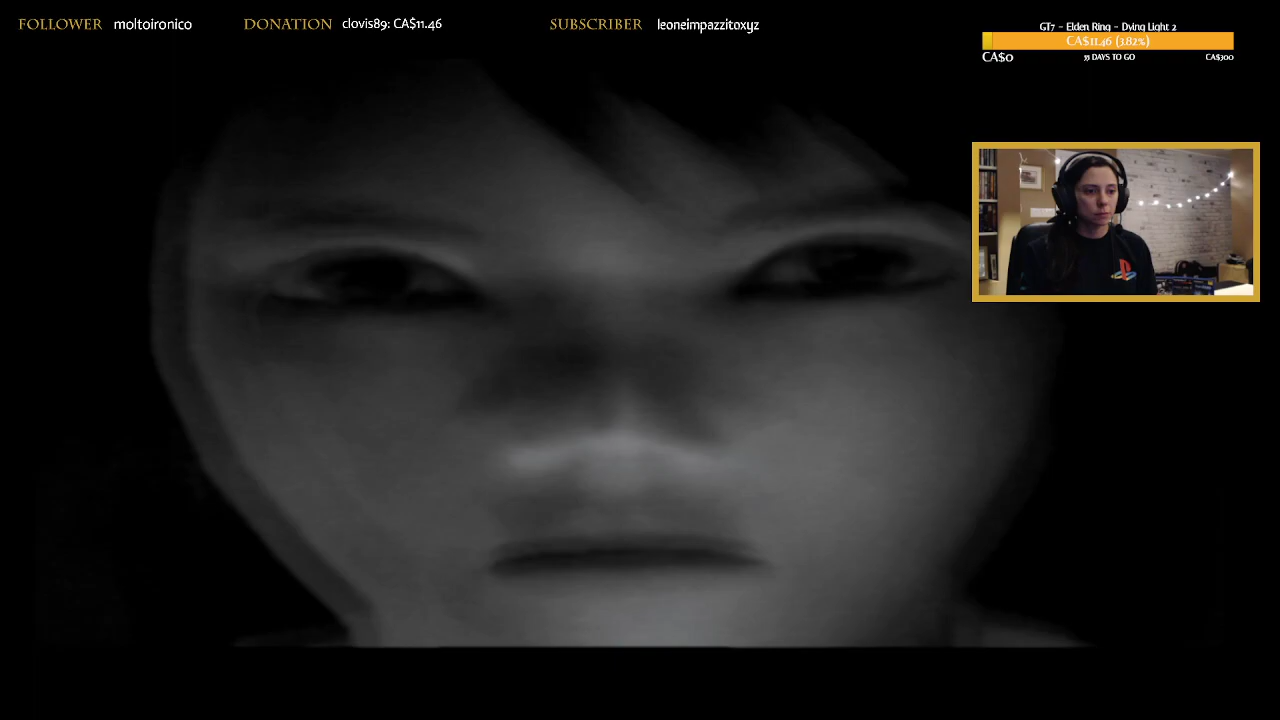 FOLLOWER moltoironico DONATION clovis89: CA$11.46 SUBSCRIBER leoneimpazzitoxyz
GT7 - Elden Ring - Dying Light 2
CA$11.46 (3.82%)
CA$0 33 DAYS TO GO CA$300